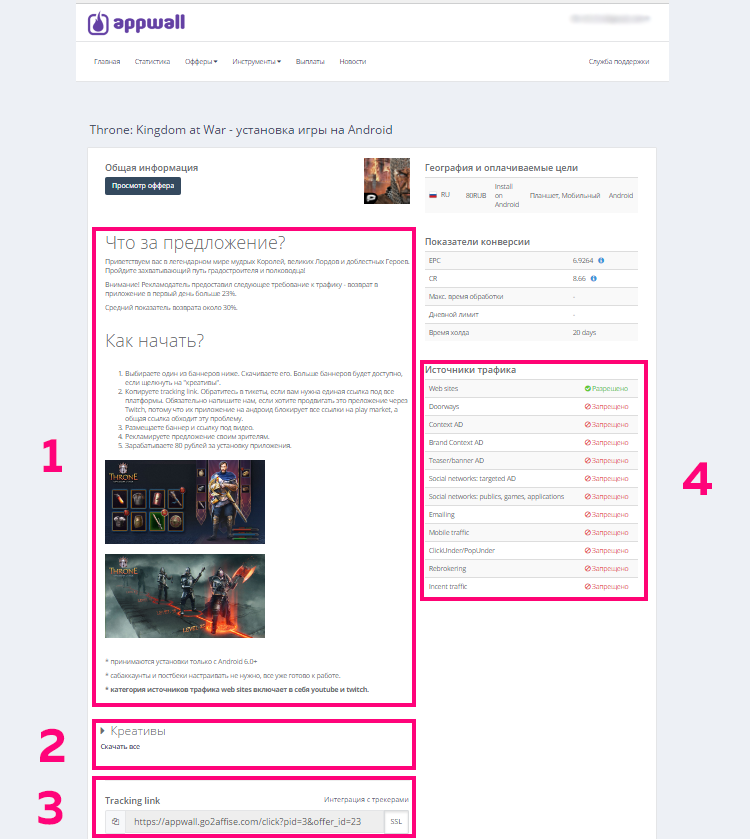 appwall
Главная Статистика Офферы Инструменты Выплаты Новости Служба поддержки
Throne: Kingdom at War - установка игры на Android
Общая информация
Просмотр оффера
1
Что за предложение?
Приветствуем вас в легендарном мире мудрых Королей, великих Лордов и доблестных Героев.
Пройдите захватывающий путь градостроителя и полководца!
Внимание! Рекламодатель предоставил следующее требование к трафику - возврат в
приложение в первый день больше 23%.
Средний показатель возврата около 30%.
Как начать?
1. Выбираете один из баннеров ниже. Скачиваете его. Больше баннеров будет доступно,
если щелкнуть на "креативы".
2. Копируете tracking link. Обратитесь в тикеты, если вам нужна единая ссылка под все
платформы. Обязательно напишите нам, если хотите продвигать это преложение через
Twitch, потому что их приложение на андроид блокирует все ссылки на play market, а
общая ссылка обходит эту проблему.
3. Размещаете баннер и ссылку под видео.
4. Рекламируете предложение своим зрителям.
5. Зарабатываете 80 рублей за установку приложения.
THRONE
THRONE
* принимаются установки только с Android 6.0+
* сабаккаунты и постбеки настраивать не нужно, все уже готово к работе.
* категория источников трафика web sites включает в себя youtube и twitch.
2
Креативы
Скачать все
3
Tracking link Интеграция с трекерами
https://appwall.go2affise.com/click?pid=3&offer_id=23 SSL
География и оплачиваемые цели
RU 80RUB Install
on
Android Планшет, Мобильный Android
Показатели конверсии
EPC 6.9264
CR 8.66
Макс. время обработки -
Дневной лимит -
Время холда 20 days
4
Источники трафика
Web sites Разрешено
Doorways Запрещено
Context AD Запрещено
Brand Context AD Запрещено
Teaser/banner AD Запрещено
Social networks: targeted AD Запрещено
Social networks: publics, games, applications Запрещено
Emailing Запрещено
Mobile traffic Запрещено
ClickUnder/PopUnder Запрещено
Rebrokering Запрещено
Incent traffic Запрещено